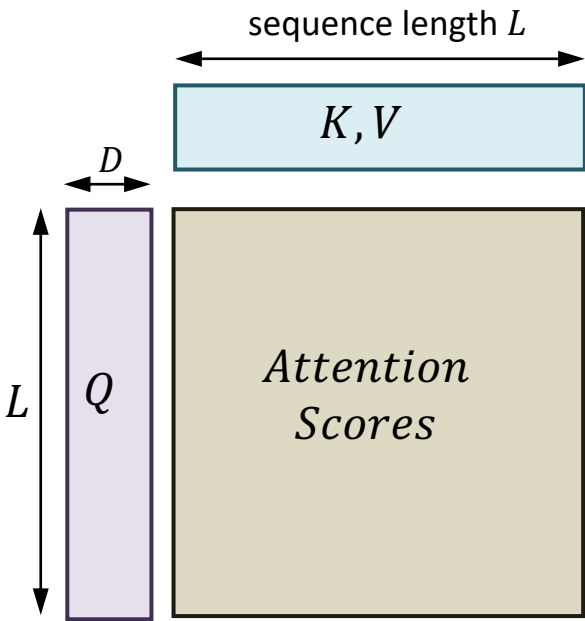 sequence length L
K, V
D
L
Q
Attention
Scores